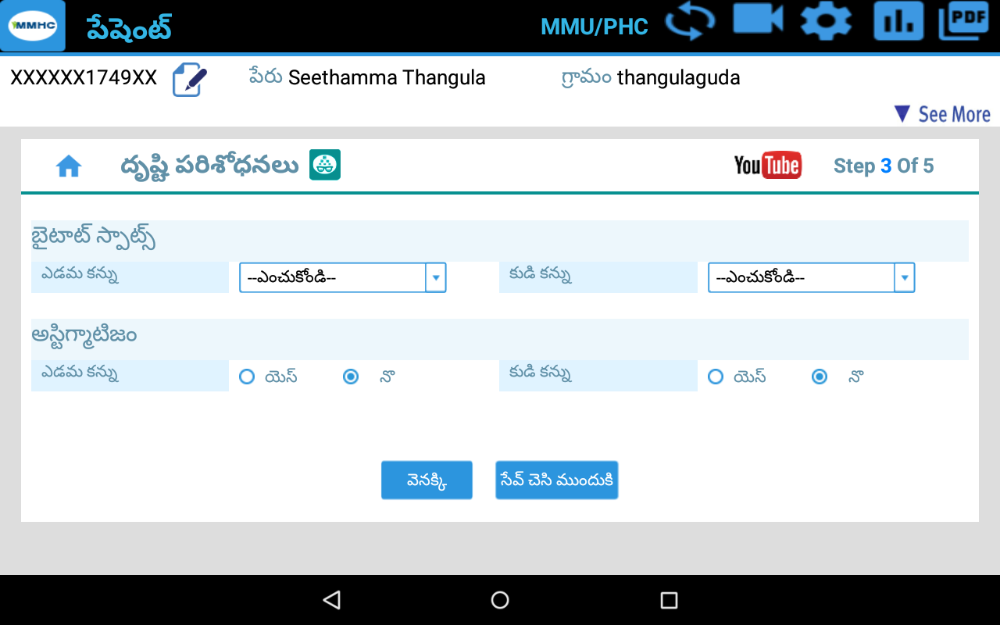 MMHC
పేషెంట్
MMU/PHC
PDF
XXXXXX1749XX
పేరు Seethamma Thangula
గ్రామం thangulaguda
▼ See More
దృష్టి పరిశోధనలు
YouTube
Step 3 Of 5
బైటాట్ స్పాట్స్
ఎడమ కన్ను
--ఎంచుకోండి--
కుడి కన్ను
--ఎంచుకోండి--
అస్టిగ్మాటిజం
ఎడమ కన్ను
యెస్
నొ
కుడి కన్ను
యెస్
నొ
వెనక్కి
సేవ్ చెసి ముందుకి